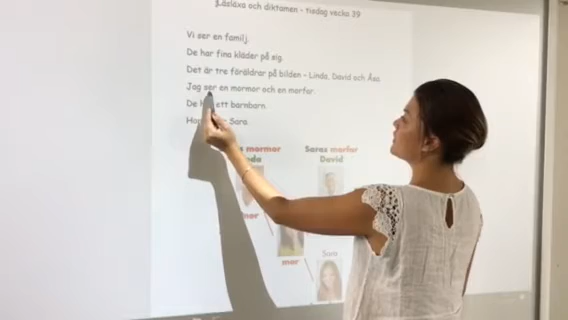 Läsläxa och diktamen – tisdag vecka 39
Vi ser en familj.
De har fina kläder på sig.
Det är tre föräldrar på bilden – Linda, David och Åsa.
Jag ser en mormor och en morfar.
De ett barnbarn.
Sara.
mormor
Saras morfar
David
mor
Sara